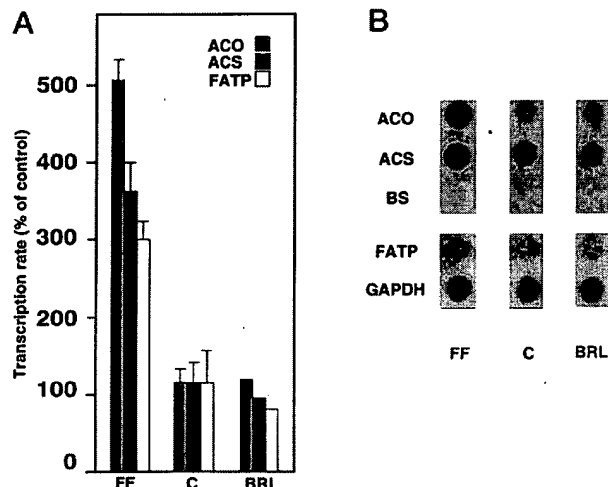 A
ACO
ACS
FATP
Transcription rate (% of control)
500
400
300
200
100
0
FF C BRL
B
ACO
ACS
BS
FATP
GAPDH
FF C BRL